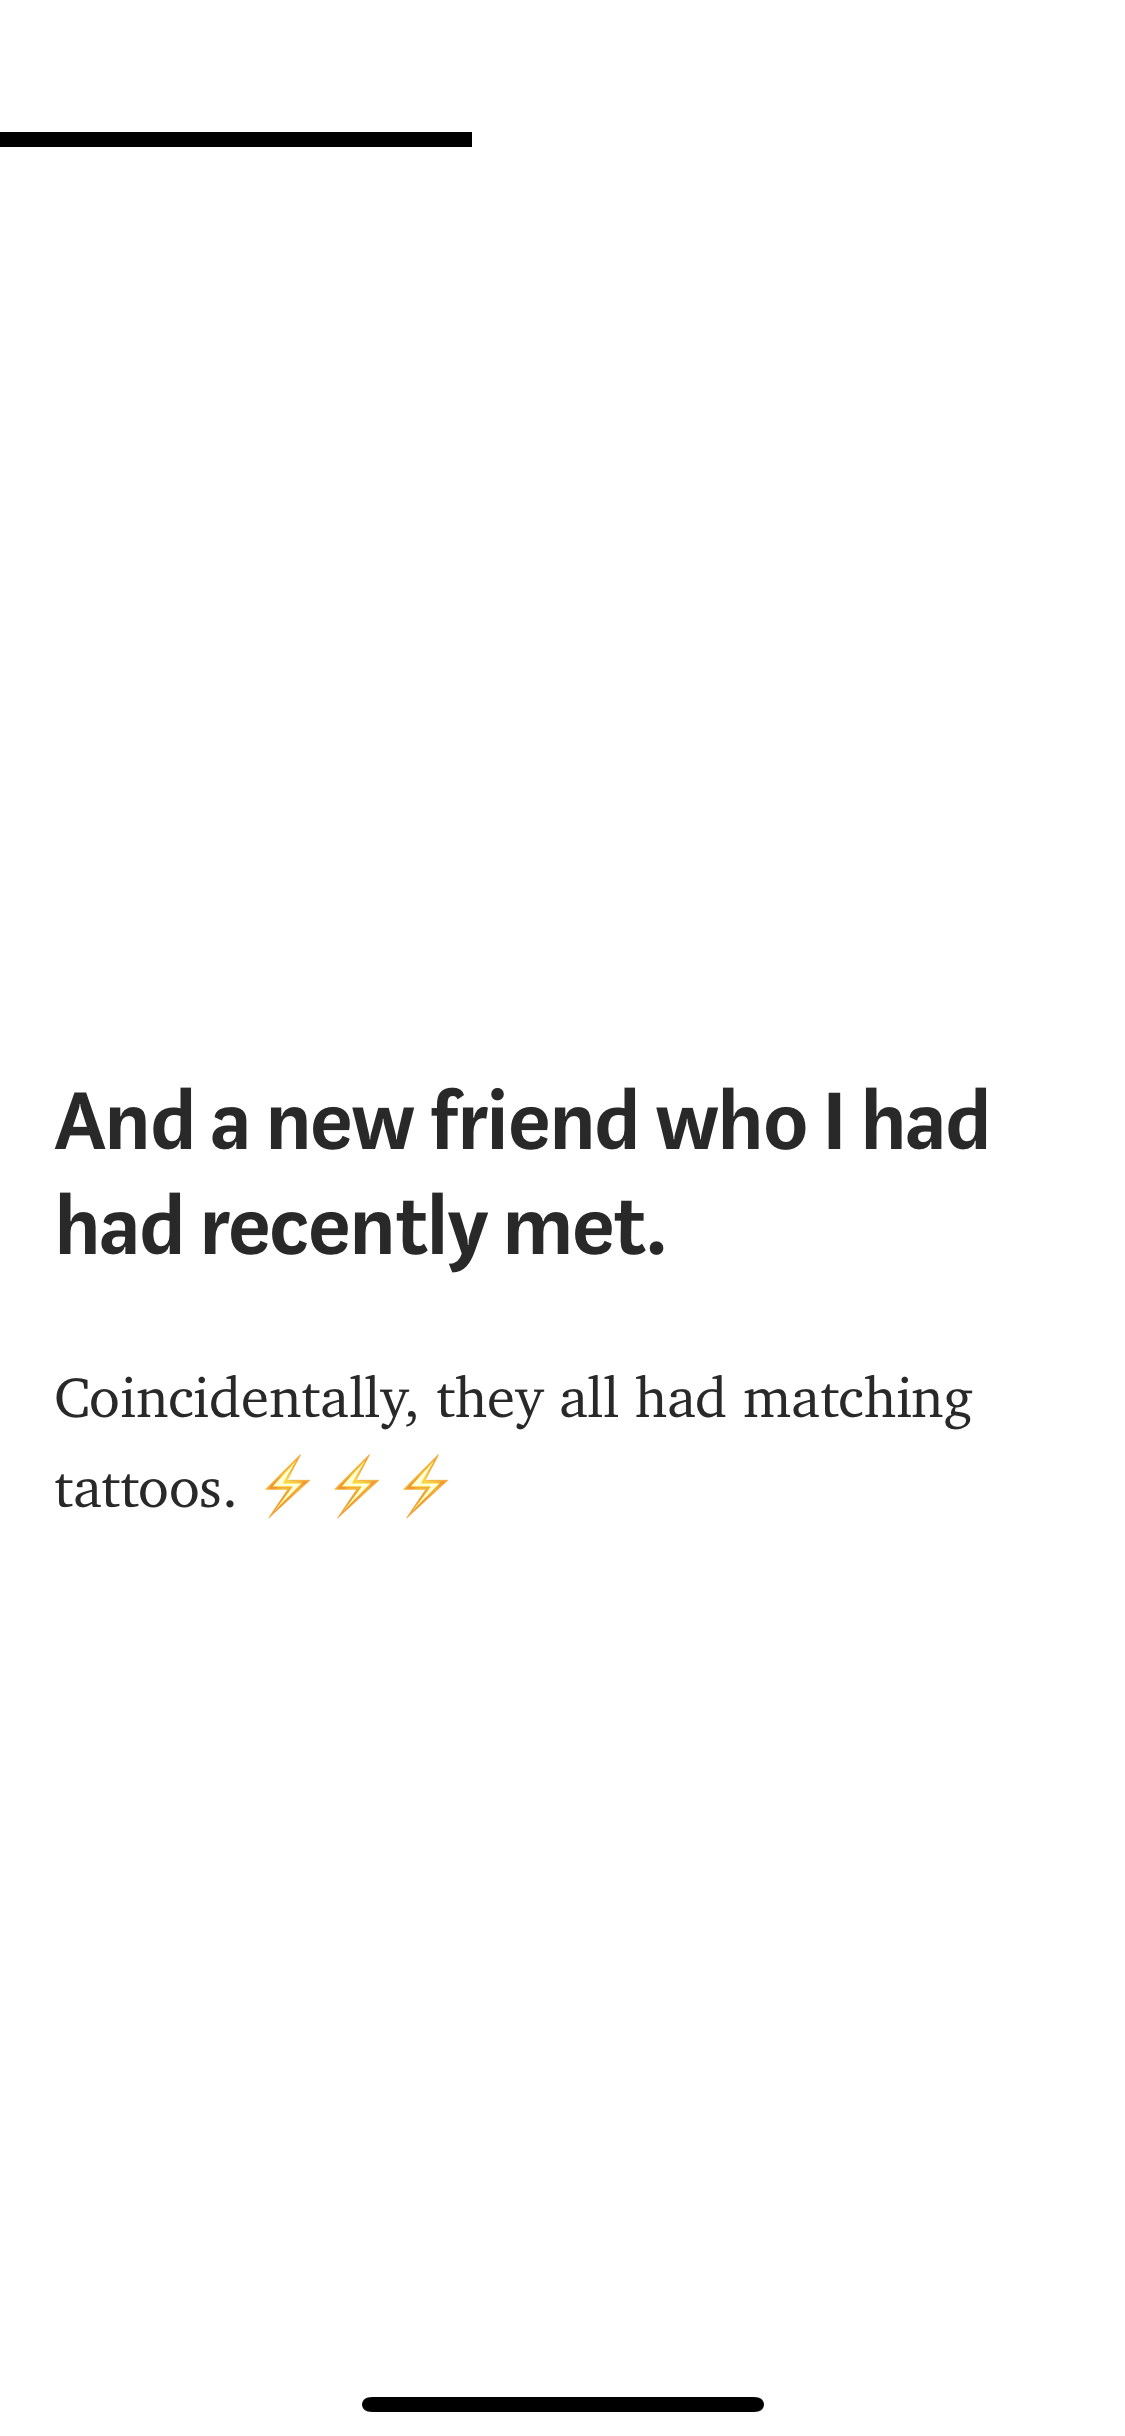 And a new friend who I had
had recently met.
Coincidentally, they all had matching
tattoos. ⚡⚡⚡